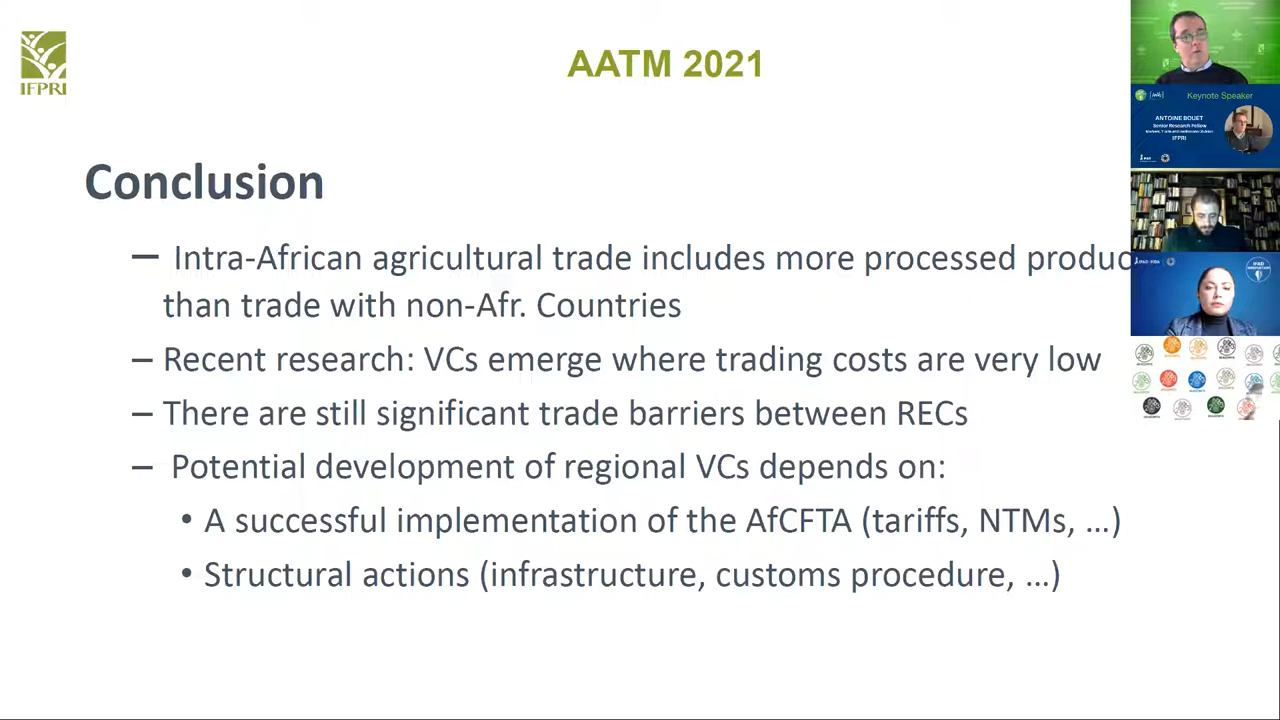 IFPRI
AATM 2021
Conclusion
– Intra-African agricultural trade includes more processed produc
than trade with non-Afr. Countries
– Recent research: VCs emerge where trading costs are very low
– There are still significant trade barriers between RECs
– Potential development of regional VCs depends on:
• A successful implementation of the AfCFTA (tariffs, NTMs, ...)
• Structural actions (infrastructure, customs procedure, ...)
Keynote Speaker
ANTOINE BOUET
Senior Research Fellow
IFPRI